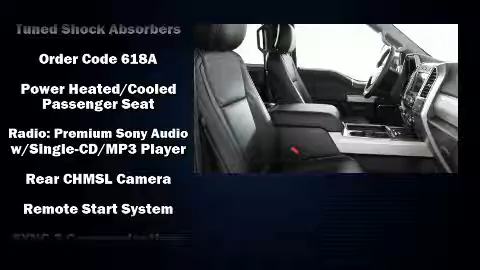 Tuned Shock Absorbers
Order Code 618A
Power Heated/Cooled
Passenger Seat
Radio: Premium Sony Audio
w/Single-CD/MP3 Player
Rear CHMSL Camera
Remote Start System